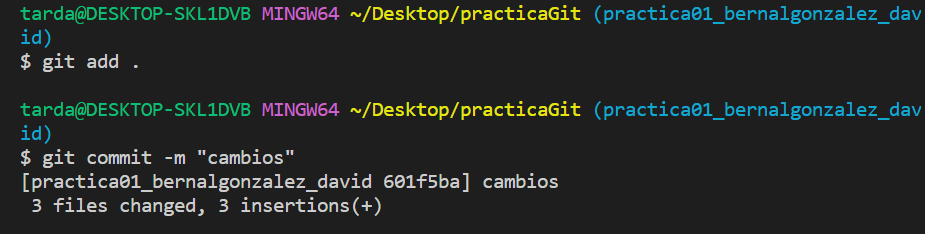 tarda@DESKTOP-SKL1DVB MINGW64 ~/Desktop/practicaGit (practica01_bernalgonzalez_dav
id)
$ git add .
tarda@DESKTOP-SKL1DVB MINGW64 ~/Desktop/practicaGit (practica01_bernalgonzalez_dav
id)
$ git commit -m "cambios"
[practica01_bernalgonzalez_david 601f5ba] cambios
 3 files changed, 3 insertions(+)